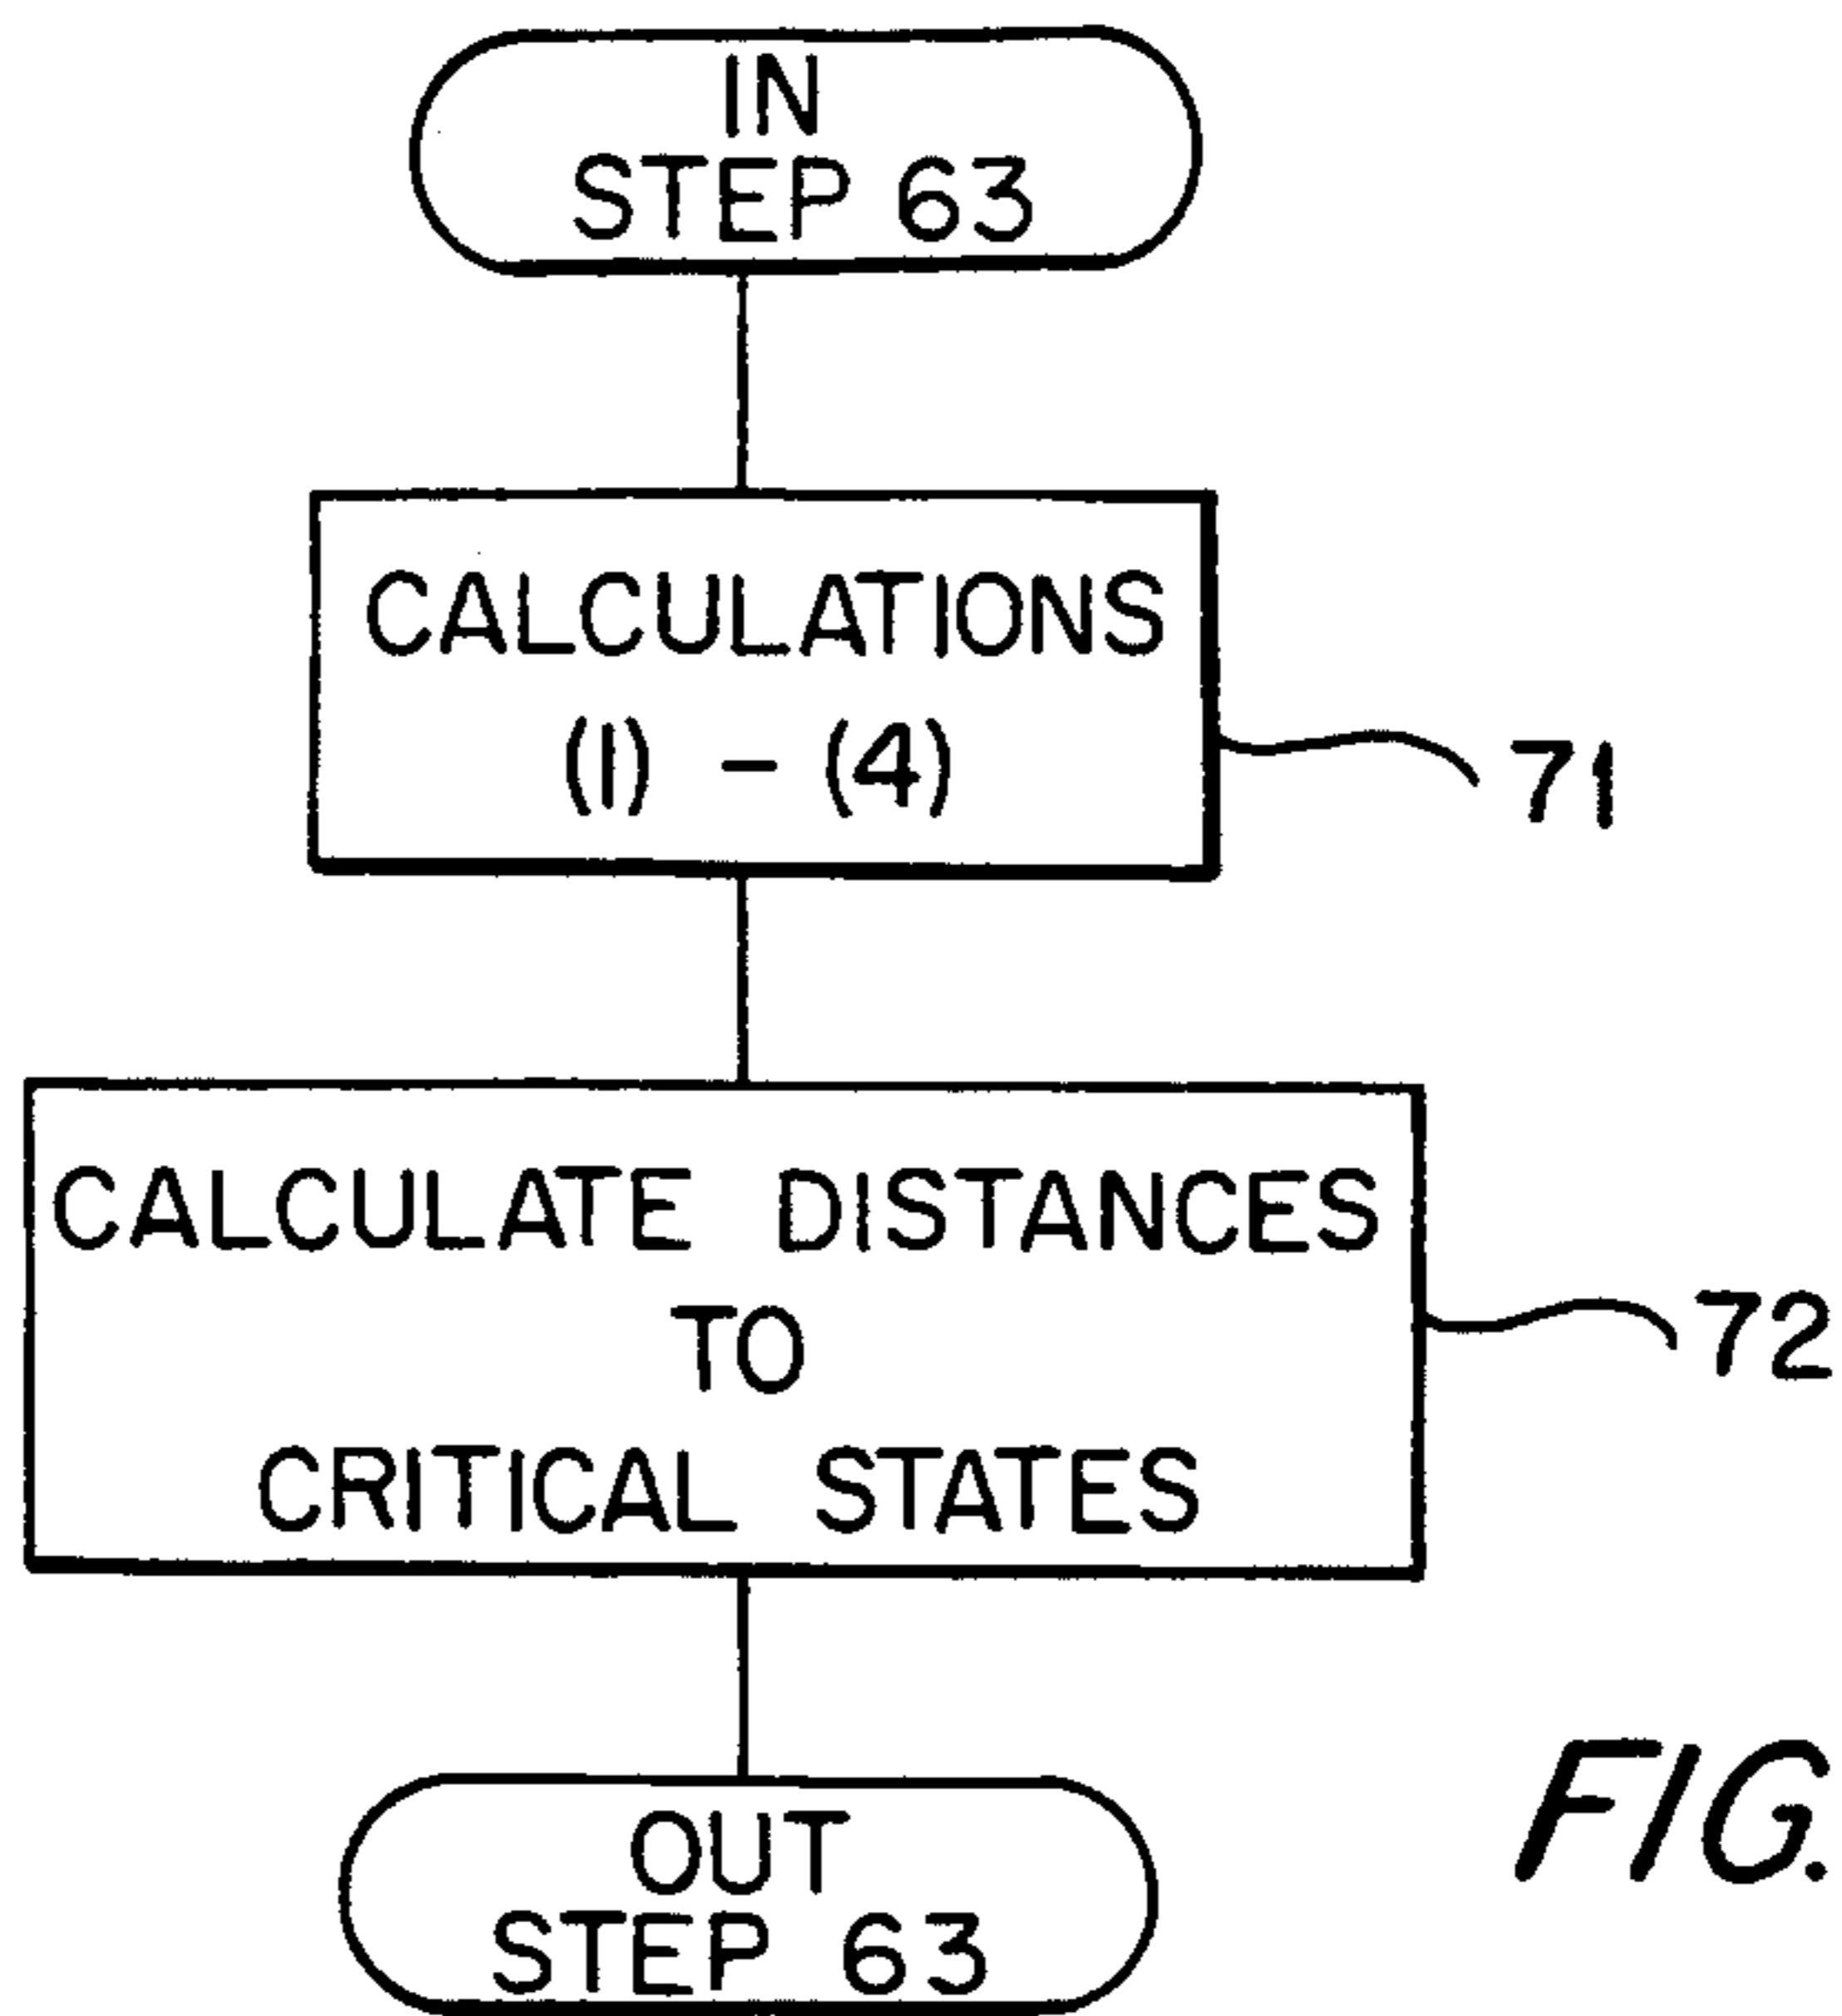 IN
STEP 63
CALCULATIONS
(1) - (4)
71
CALCULATE DISTANCES
TO
CRITICAL STATES
72
OUT
STEP 63
FIG.